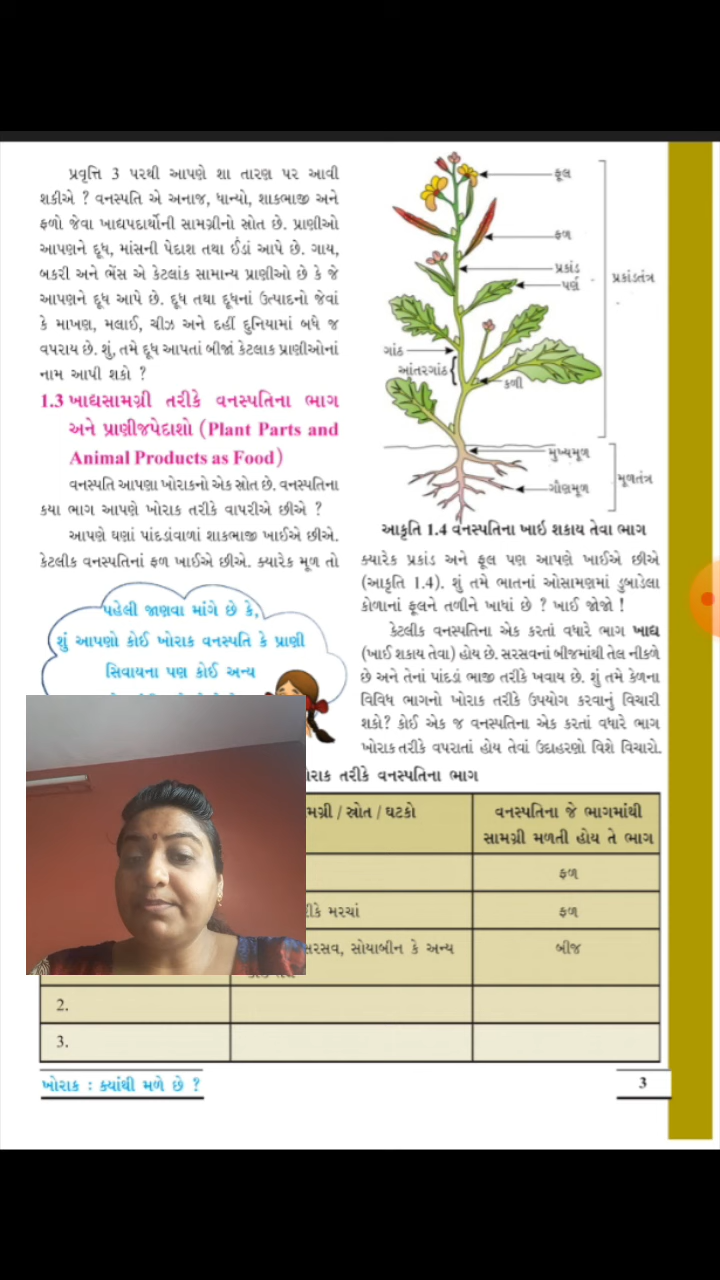 પ્રવૃત્તિ 3 પરથી આપણે શા તારણ પર આવી
શકીએ ? વનસ્પતિ એ અનાજ, ધાન્યો, શાકભાજી અને
ફળો જેવા ખાદ્યપદાર્થોની સામગ્રીનો સ્રોત છે. પ્રાણીઓ
આપણને દૂધ, માંસની પેદાશ તથા ઈંડાં આપે છે. ગાય,
બકરી અને ભેંસ એ કેટલાંક સામાન્ય પ્રાણીઓ છે કે જે
આપણને દૂધ આપે છે. દૂધ તથા દૂધનાં ઉત્પાદનો જેવાં
કે માખણ, મલાઈ, ચીઝ અને દહીં દુનિયામાં બધે જ
વપરાય છે. શું, તમે દૂધ આપતાં બીજાં કેટલાક પ્રાણીઓનાં
નામ આપી શકો ?
1.3 ખાદ્યસામગ્રી તરીકે વનસ્પતિના ભાગ
અને પ્રાણીજપેદાશો (Plant Parts and
Animal Products as Food)
વનસ્પતિ આપણા ખોરાકનો એક સ્રોત છે. વનસ્પતિના
કયા ભાગ આપણે ખોરાક તરીકે વાપરીએ છીએ ?
આપણે ઘણાં પાંદડાંવાળાં શાકભાજી ખાઈએ છીએ.
કેટલીક વનસ્પતિનાં ફળ ખાઈએ છીએ. ક્યારેક મૂળ તો
પહેલી જાણવા માંગે છે કે,
શું આપણો કોઈ ખોરાક વનસ્પતિ કે પ્રાણી
સિવાયના પણ કોઈ અન્ય
ફૂલ
ફળ
પ્રકાંડ
પર્ણ
પ્રકાંડતંત્ર
ગાંઠ
આંતરગાંઠ
કળી
મુખ્યમૂળ
મૂળતંત્ર
ગૌણમૂળ
આકૃતિ 1.4 વનસ્પતિના ખાઇ શકાય તેવા ભાગ
ક્યારેક પ્રકાંડ અને ફૂલ પણ આપણે ખાઈએ છીએ
(આકૃતિ 1.4). શું તમે ભાતનાં ઓસામણમાં ડુબાડેલા
કોળાનાં ફૂલને તળીને ખાધાં છે ? ખાઈ જોજો !
કેટલીક વનસ્પતિના એક કરતાં વધારે ભાગ ખાદ્ય
(ખાઈ શકાય તેવા) હોય છે. સરસવનાં બીજમાંથી તેલ નીકળે
છે અને તેનાં પાંદડાં ભાજી તરીકે ખવાય છે. શું તમે કેળના
વિવિધ ભાગનો ખોરાક તરીકે ઉપયોગ કરવાનું વિચારી
શકો? કોઈ એક જ વનસ્પતિના એક કરતાં વધારે ભાગ
ખોરાક તરીકે વપરાતાં હોય તેવાં ઉદાહરણો વિશે વિચારો.
ોરાક તરીકે વનસ્પતિના ભાગ
મગ્રી / સ્રોત / ઘટકો
વનસ્પતિના જે ભાગમાંથી
સામગ્રી મળતી હોય તે ભાગ
ફળ
રીકે મરચાં
ફળ
સરસવ, સોયાબીન કે અન્ય
બીજ
2.
3.
ખોરાક : ક્યાંથી મળે છે ?
3